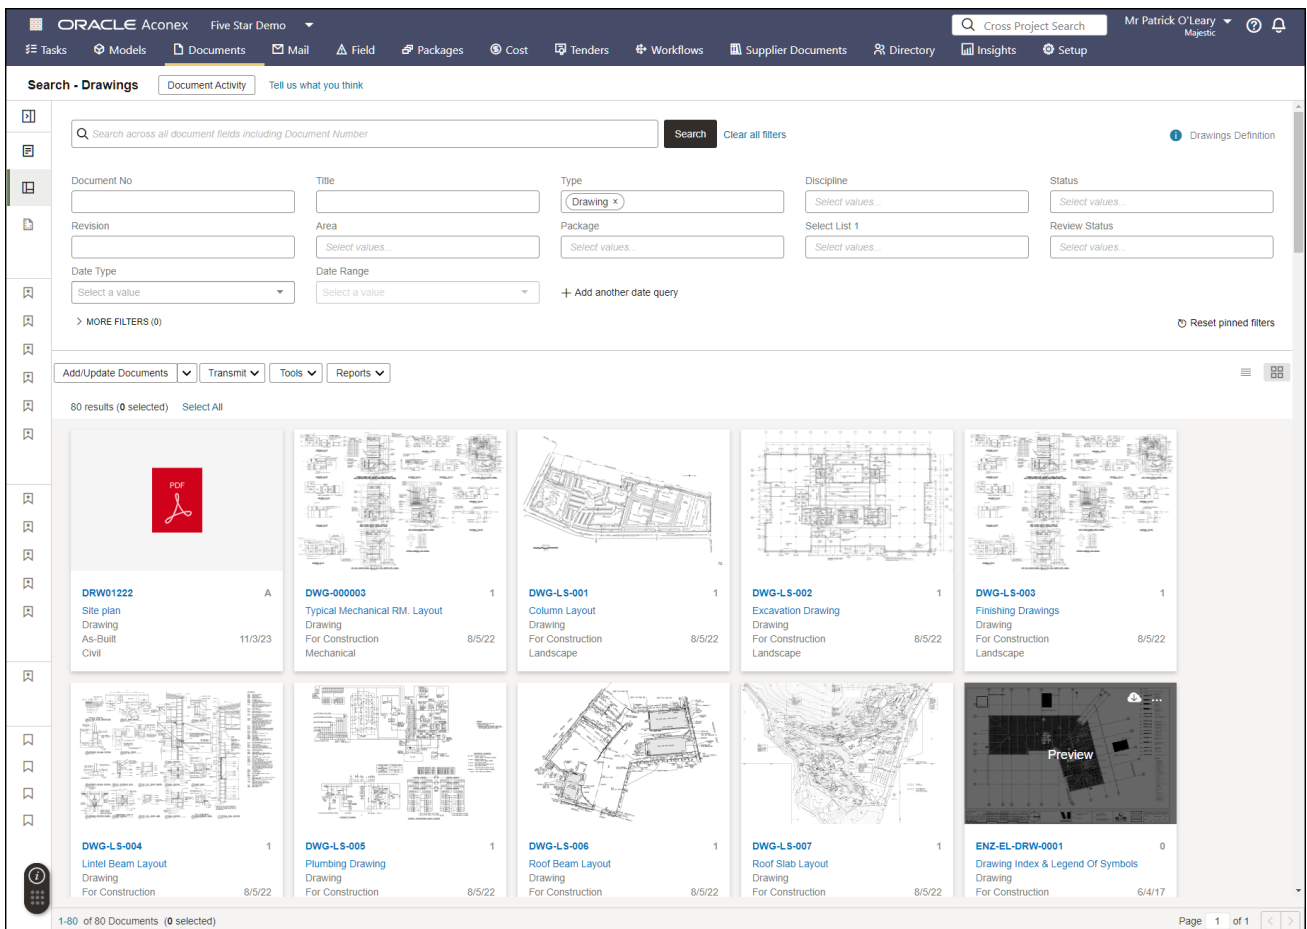 ORACLE Aconex Five Star Demo Cross Project Search Mr Patrick O'Leary
Majestic
Tasks Models Documents Mail Field Packages Cost Tenders Workflows Supplier Documents Directory Insights Setup
Search - Drawings Document Activity Tell us what you think
Search across all document fields including Document Number Search Clear all filters Drawings Definition
Document No Title Type Discipline Status
Drawing × Select values... Select values...
Revision Area Package Select List 1 Review Status
Select values... Select values... Select values... Select values...
Date Type Date Range
Select a value Select a value + Add another date query
> MORE FILTERS (0) Reset pinned filters
Add/Update Documents Transmit Tools Reports
80 results (0 selected) Select All
PDF
DRW01222 A DWG-000003 1 DWG-LS-001 1 DWG-LS-002 1 DWG-LS-003 1
Site plan Typical Mechanical RM. Layout Column Layout Excavation Drawing Finishing Drawings
Drawing Drawing Drawing Drawing Drawing
As-Built 11/3/23 For Construction 8/5/22 For Construction 8/5/22 For Construction 8/5/22 For Construction 8/5/22
Civil Mechanical Landscape Landscape Landscape
Preview
DWG-LS-004 1 DWG-LS-005 1 DWG-LS-006 1 DWG-LS-007 1 ENZ-EL-DRW-0001 0
Lintel Beam Layout Plumbing Drawing Roof Beam Layout Roof Slab Layout Drawing Index & Legend Of Symbols
Drawing Drawing Drawing Drawing Drawing
For Construction 8/5/22 For Construction 8/5/22 For Construction 8/5/22 For Construction 8/5/22 For Construction 6/4/17
1-80 of 80 Documents (0 selected) Page 1 of 1